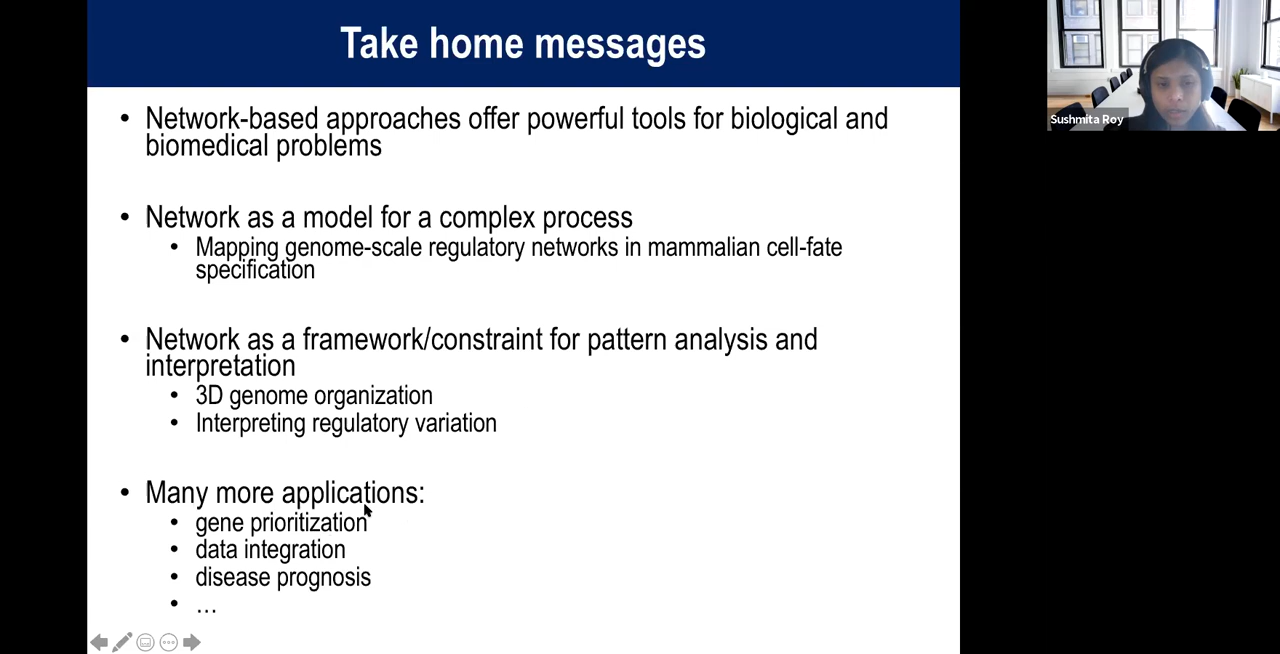 Take home messages
Sushmita Roy
• Network-based approaches offer powerful tools for biological and
biomedical problems
• Network as a model for a complex process
• Mapping genome-scale regulatory networks in mammalian cell-fate
specification
• Network as a framework/constraint for pattern analysis and
interpretation
• 3D genome organization
• Interpreting regulatory variation
• Many more applications:
• gene prioritization
• data integration
• disease prognosis
• …